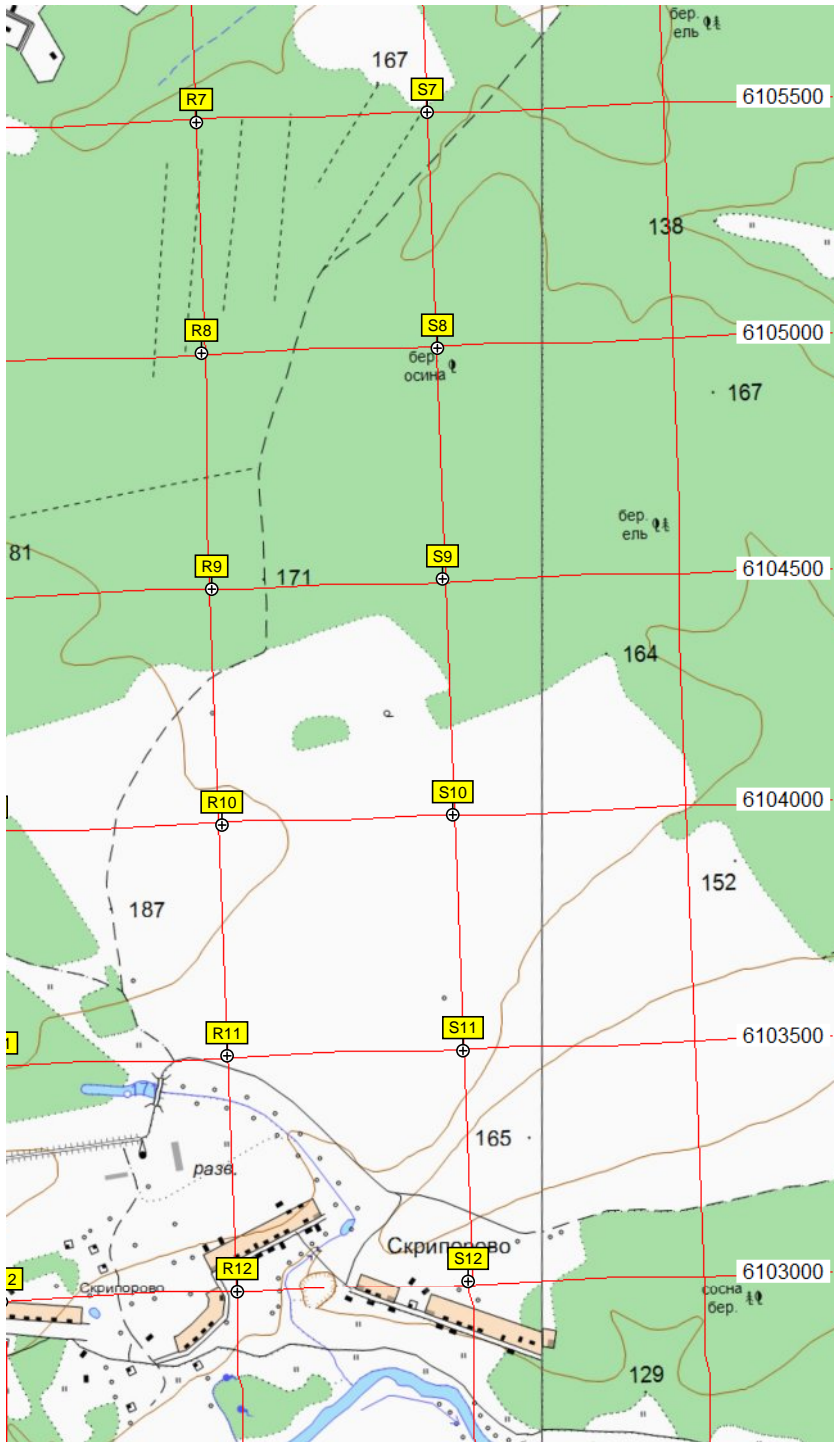 бер.
ель
167
R7
S7
6105500
138
R8
S8
6105000
бер.
осина
167
бер.
ель
81
R9
171
S9
6104500
164
R10
S10
6104000
152
187
R11
S11
6103500
1
165
разв.
Скрипорово
R12
S12
6103000
2
Скрипорово
сосна
бер.
129